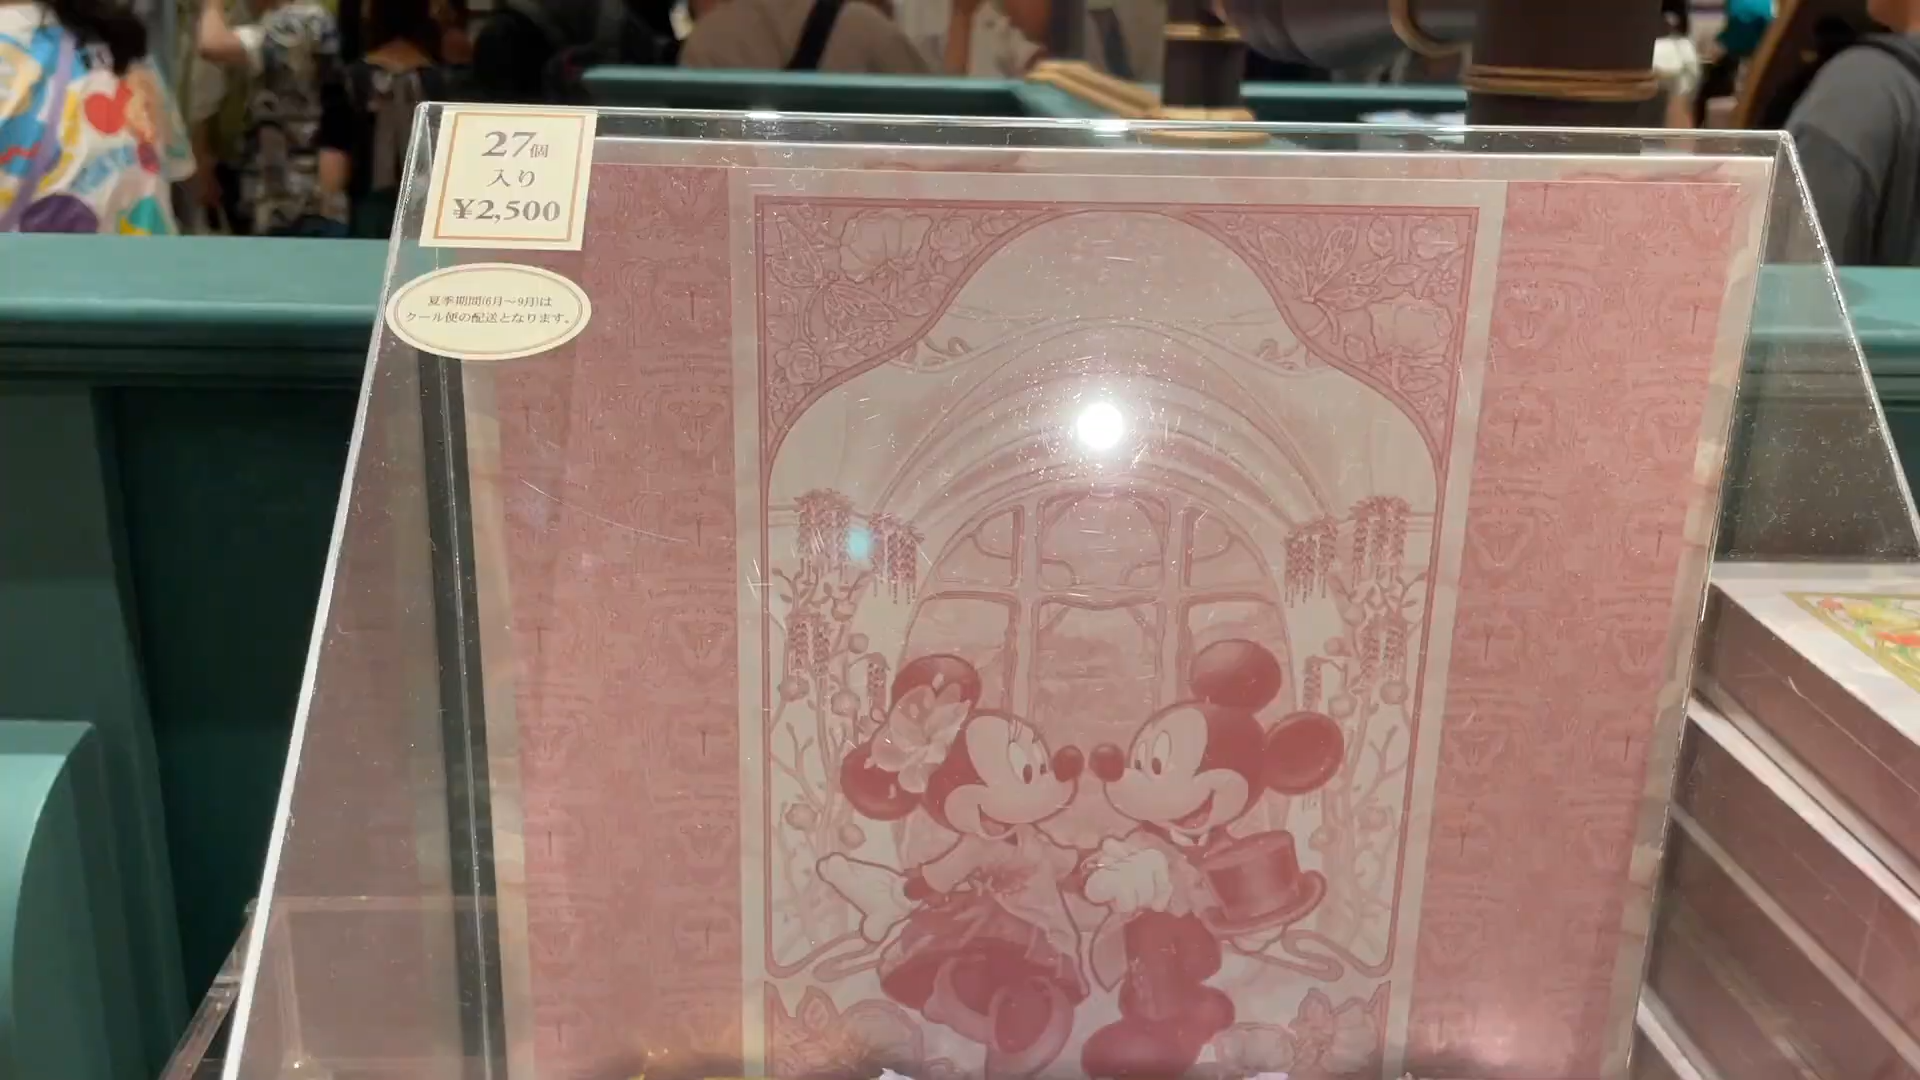 27個
入り
¥2,500
夏季期間(6月〜9月)は
クール便の配送となります。